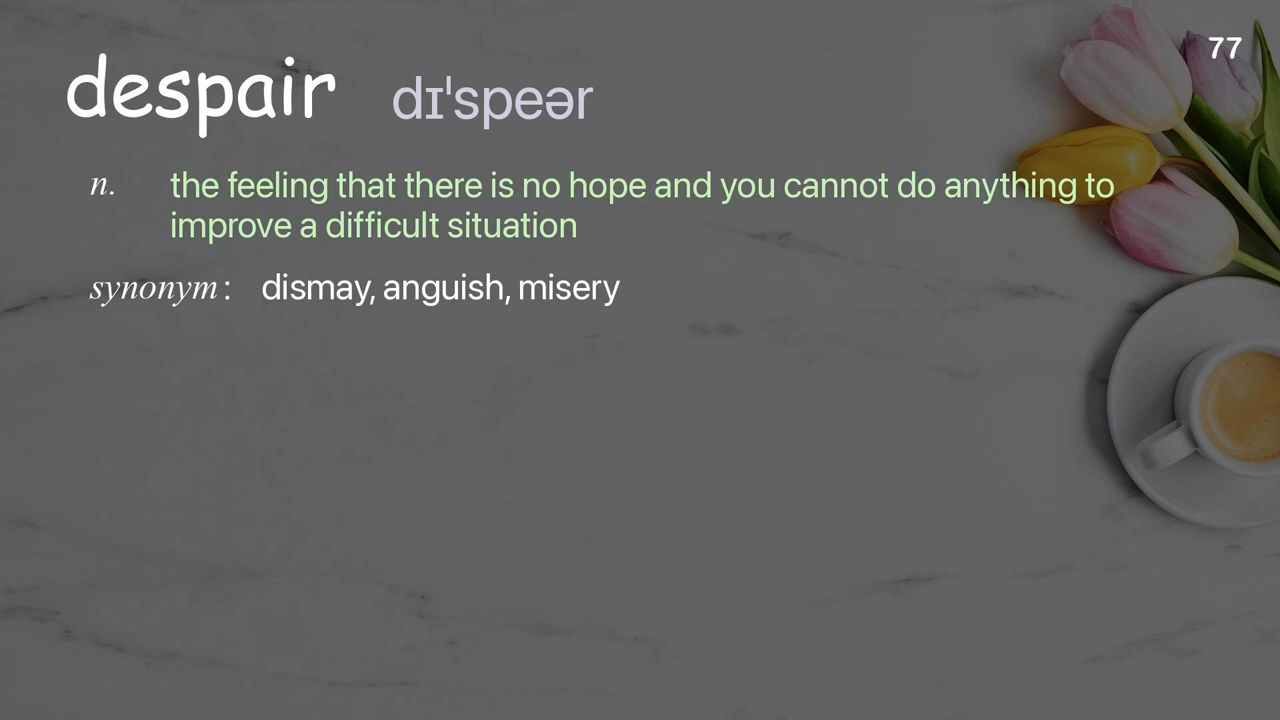 77
despair dɪˈspeər
n. the feeling that there is no hope and you cannot do anything to
improve a difficult situation
synonym: dismay, anguish, misery